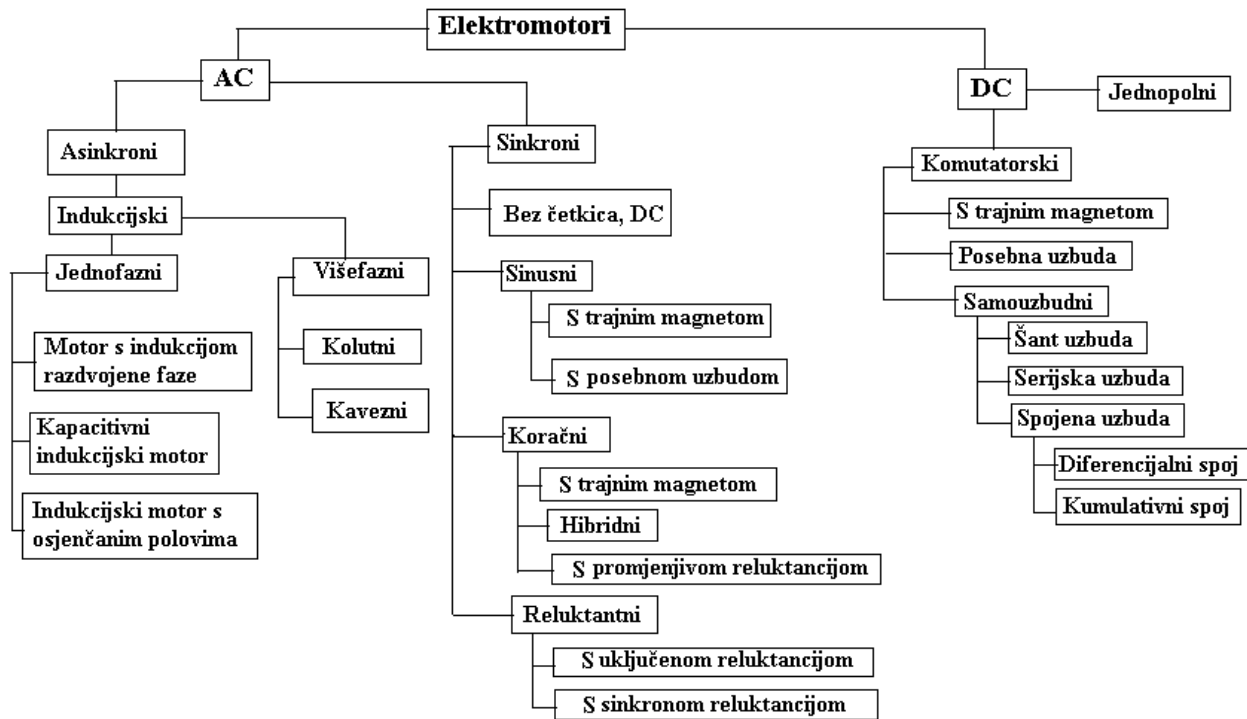 Elektromotori
AC
DC
Jednopolni
Asinkroni
Sinkroni
Komutatorski
Indukcijski
Bez četkica, DC
S trajnim magnetom
Jednofazni
Višefazni
Sinusni
Posebna uzbuda
Samouzbudni
S trajnim magnetom
Šant uzbuda
Motor s indukcijom
razdvojene faze
Kolutni
S posebnom uzbudom
Serijska uzbuda
Kavezni
Spojena uzbuda
Kapacitivni
indukcijski motor
Koračni
Diferencijalni spoj
S trajnim magnetom
Kumulativni spoj
Indukcijski motor s
osjenčanim polovima
Hibridni
S promjenjivom reluktancijom
Reluktantni
S uključenom reluktancijom
S sinkronom reluktancijom